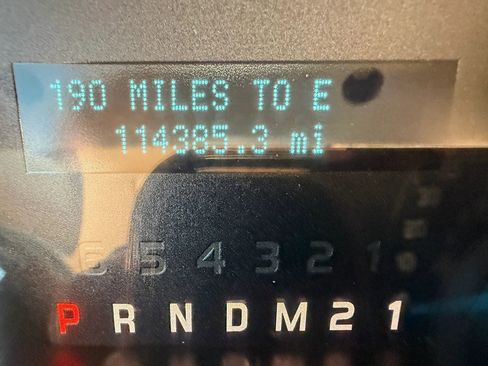 190 MILES TO E
114385.3 mi
6 5 4 3 2 1
P R N D M 2 1